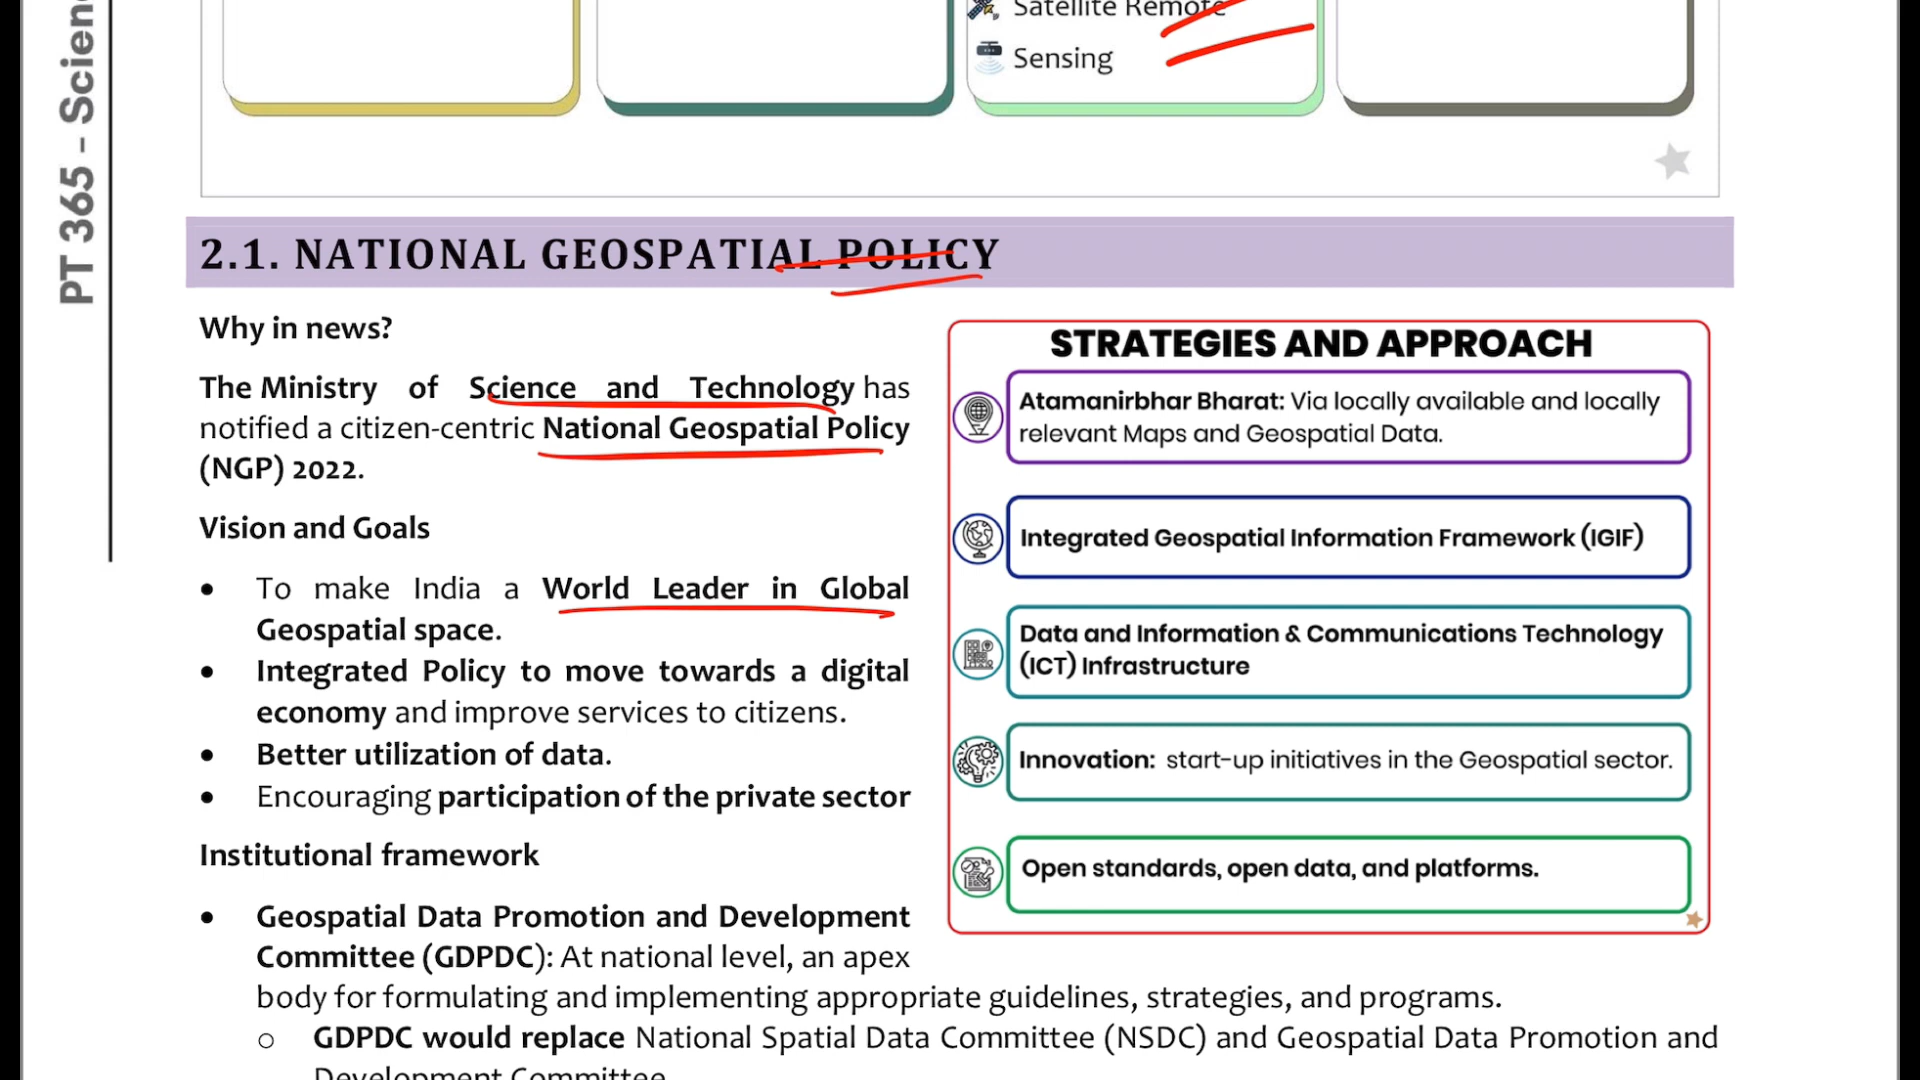 PT 365 - Scien
Satellite Remote
Sensing
2.1. NATIONAL GEOSPATIAL POLICY
Why in news?
The Ministry of Science and Technology has
notified a citizen-centric National Geospatial Policy
(NGP) 2022.
Vision and Goals
• To make India a World Leader in Global
Geospatial space.
• Integrated Policy to move towards a digital
economy and improve services to citizens.
• Better utilization of data.
• Encouraging participation of the private sector
Institutional framework
• Geospatial Data Promotion and Development
Committee (GDPDC): At national level, an apex
body for formulating and implementing appropriate guidelines, strategies, and programs.
o GDPDC would replace National Spatial Data Committee (NSDC) and Geospatial Data Promotion and
Development Committee
STRATEGIES AND APPROACH
Atamanirbhar Bharat: Via locally available and locally
relevant Maps and Geospatial Data.
Integrated Geospatial Information Framework (IGIF)
Data and Information & Communications Technology
(ICT) Infrastructure
Innovation: start-up initiatives in the Geospatial sector.
Open standards, open data, and platforms.